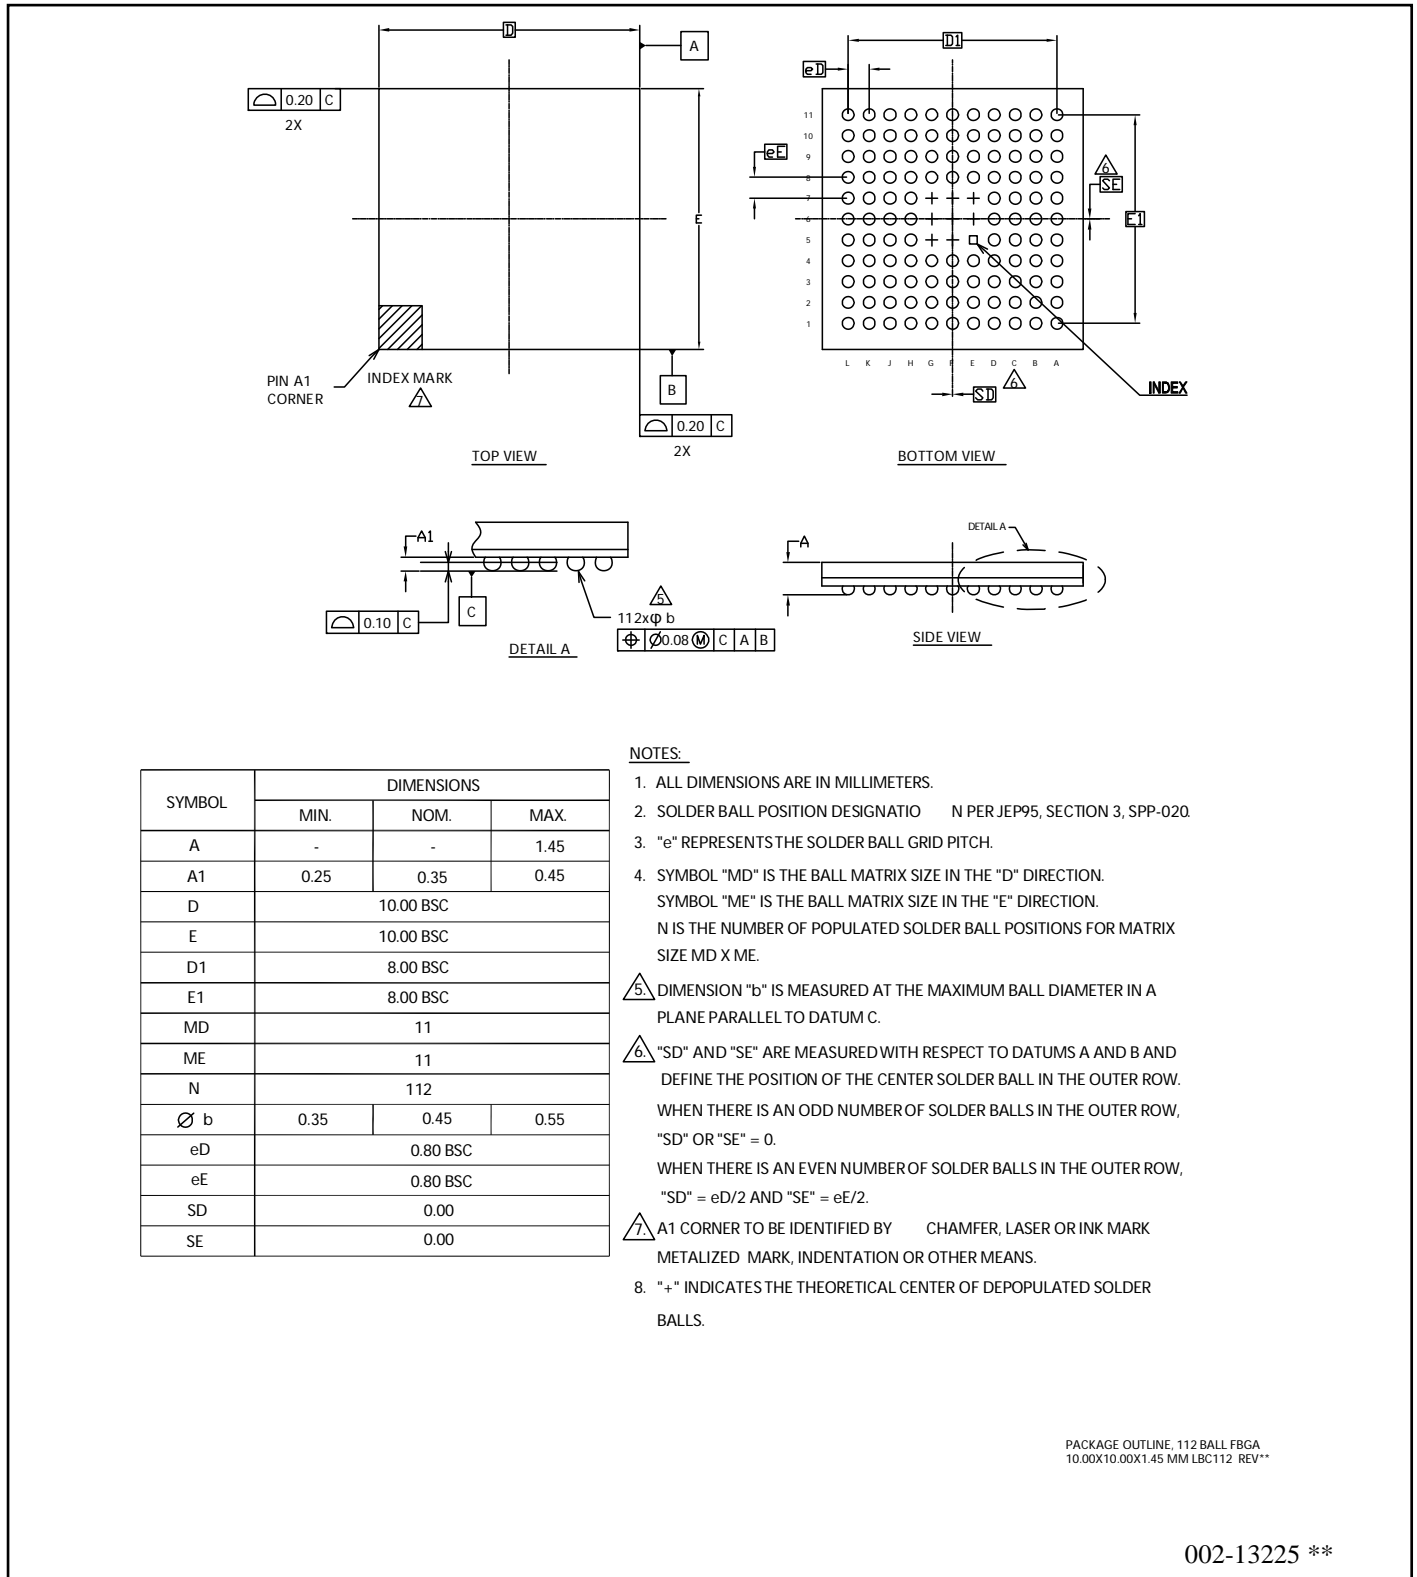 D
A
0.20 C
2X
E
PIN A1
CORNER
INDEX MARK
7
B
0.20 C
2X
TOP VIEW
D1
eD
11
10
9
8
7
6
5
4
3
2
1
eE
6
SE
E1
L K J H G F E D C B A
6
SD
INDEX
BOTTOM VIEW
A1
C
0.10 C
5
112xφ b
Ø0.08 M C A B
DETAIL A
DETAIL A
A
SIDE VIEW
SYMBOL DIMENSIONS
MIN. NOM. MAX.
A - - 1.45
A1 0.25 0.35 0.45
D 10.00 BSC
E 10.00 BSC
D1 8.00 BSC
E1 8.00 BSC
MD 11
ME 11
N 112
Ø b 0.35 0.45 0.55
eD 0.80 BSC
eE 0.80 BSC
SD 0.00
SE 0.00
NOTES:
1. ALL DIMENSIONS ARE IN MILLIMETERS.
2. SOLDER BALL POSITION DESIGNATIO N PER JEP95, SECTION 3, SPP-020.
3. "e" REPRESENTS THE SOLDER BALL GRID PITCH.
4. SYMBOL "MD" IS THE BALL MATRIX SIZE IN THE "D" DIRECTION.
SYMBOL "ME" IS THE BALL MATRIX SIZE IN THE "E" DIRECTION.
N IS THE NUMBER OF POPULATED SOLDER BALL POSITIONS FOR MATRIX
SIZE MD X ME.
5. DIMENSION "b" IS MEASURED AT THE MAXIMUM BALL DIAMETER IN A
PLANE PARALLEL TO DATUM C.
6. "SD" AND "SE" ARE MEASURED WITH RESPECT TO DATUMS A AND B AND
DEFINE THE POSITION OF THE CENTER SOLDER BALL IN THE OUTER ROW.
WHEN THERE IS AN ODD NUMBER OF SOLDER BALLS IN THE OUTER ROW,
"SD" OR "SE" = 0.
WHEN THERE IS AN EVEN NUMBER OF SOLDER BALLS IN THE OUTER ROW,
"SD" = eD/2 AND "SE" = eE/2.
7. A1 CORNER TO BE IDENTIFIED BY CHAMFER, LASER OR INK MARK
METALIZED MARK, INDENTATION OR OTHER MEANS.
8. "+" INDICATES THE THEORETICAL CENTER OF DEPOPULATED SOLDER
BALLS.
PACKAGE OUTLINE, 112 BALL FBGA
10.00X10.00X1.45 MM LBC112 REV**
002-13225 **